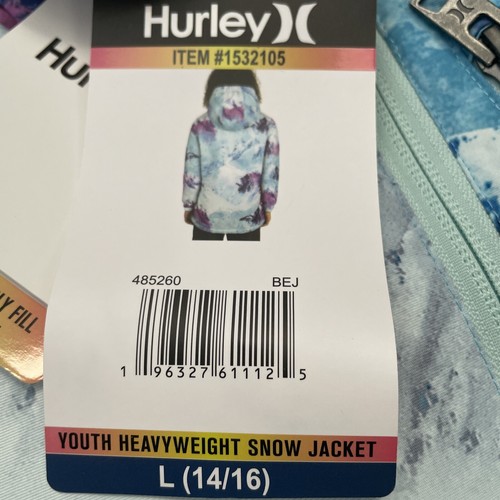 Hurley
ITEM #1532105
485260 BEJ
1 96327 61112 5
YOUTH HEAVYWEIGHT SNOW JACKET
L (14/16)
Hu
FILL